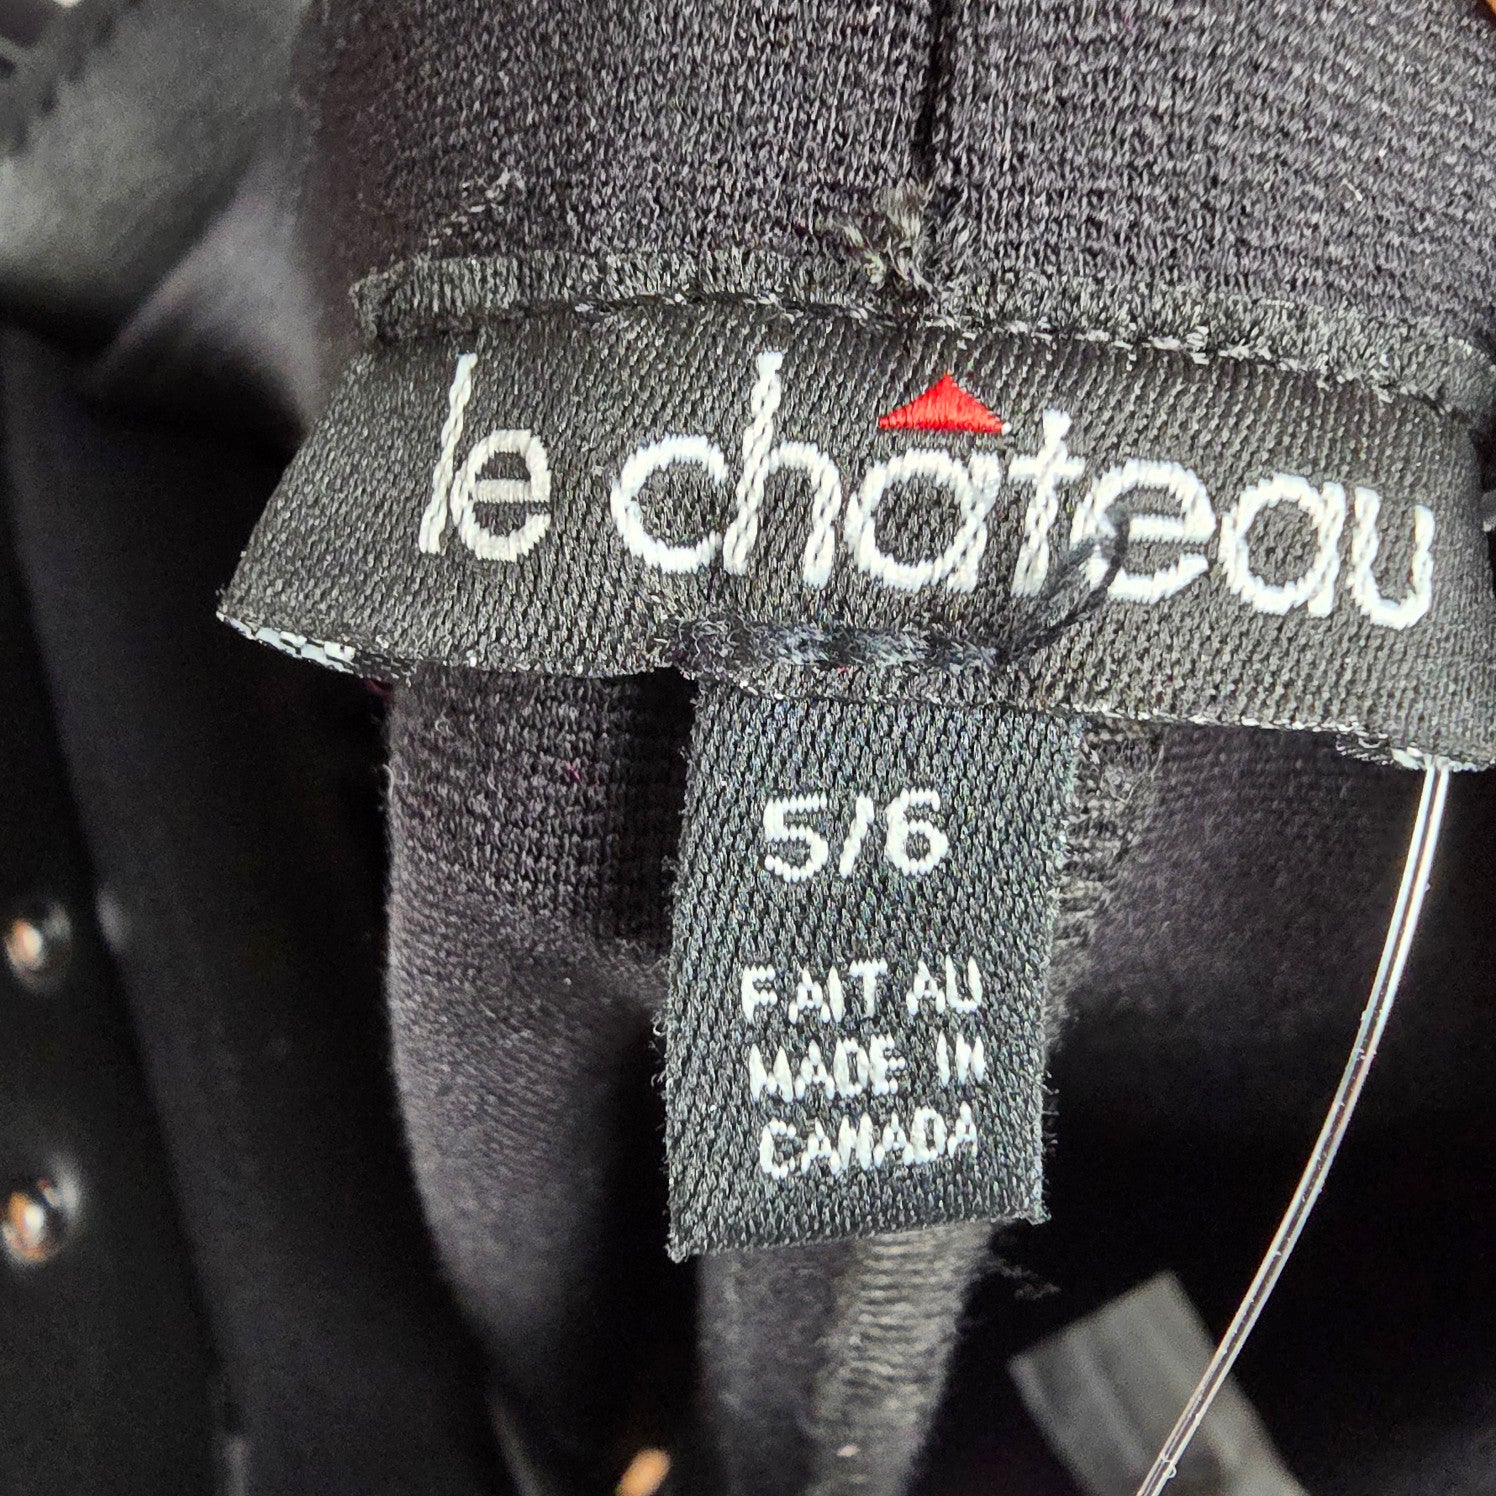 le château
5/6
FAIT AU
MADE IN
CANADA